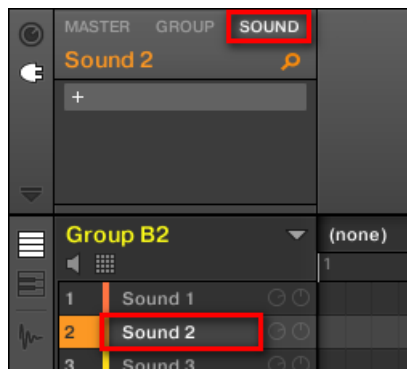 MASTER GROUP SOUND
Sound 2
+
Group B2 (none)
1
1 Sound 1
2 Sound 2
3 Sound 3